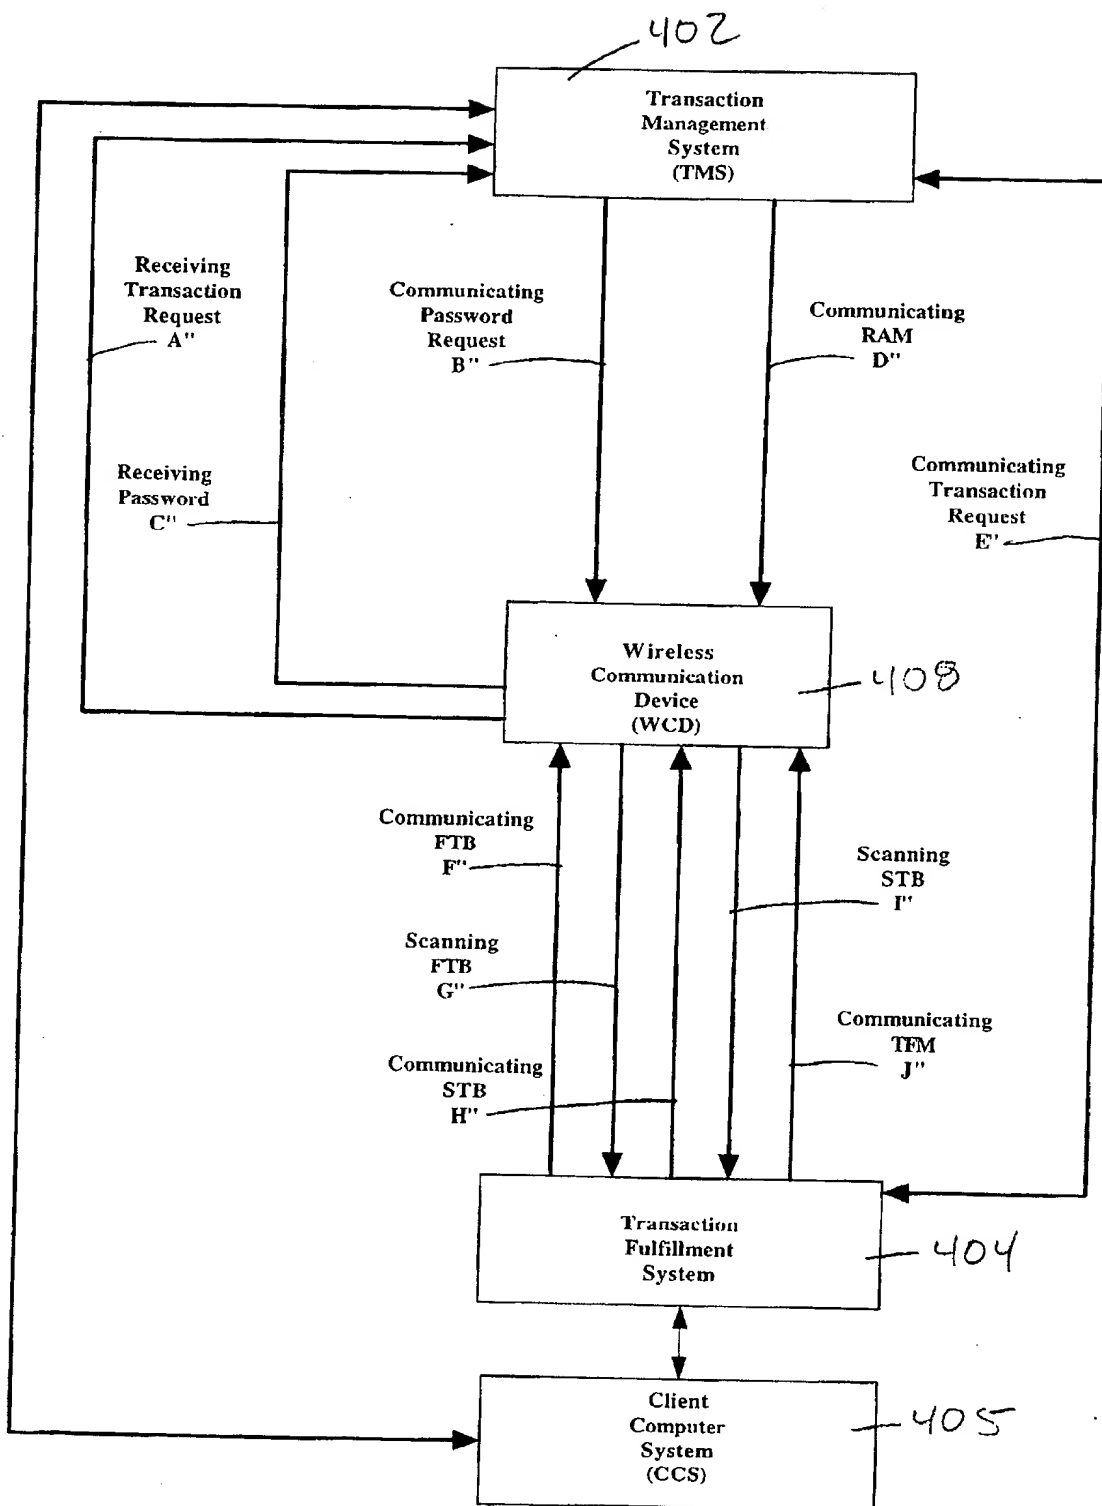 402
Transaction
Management
System
(TMS)
Receiving
Transaction
Request
A"
Communicating
Password
Request
B"
Communicating
RAM
D"
Receiving
Password
C"
Communicating
Transaction
Request
E"
Wireless
Communication
Device
(WCD)
408
Communicating
FTB
F"
Scanning
STB
I"
Scanning
FTB
G"
Communicating
TFM
J"
Communicating
STB
H"
Transaction
Fulfillment
System
404
Client
Computer
System
(CCS)
405